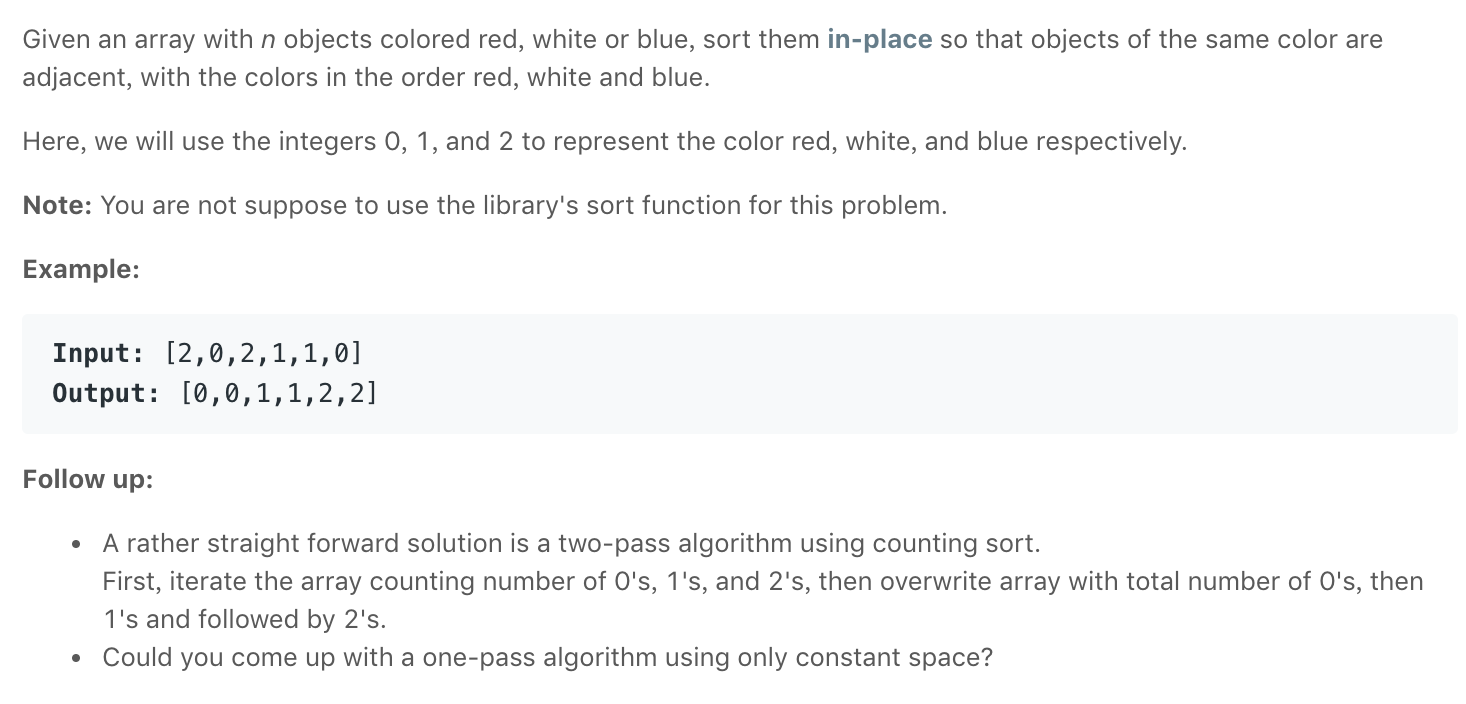 Given an array with n objects colored red, white or blue, sort them in-place so that objects of the same color are
adjacent, with the colors in the order red, white and blue.
Here, we will use the integers 0, 1, and 2 to represent the color red, white, and blue respectively.
Note: You are not suppose to use the library's sort function for this problem.
Example:
Input: [2,0,2,1,1,0]
Output: [0,0,1,1,2,2]
Follow up:
• A rather straight forward solution is a two-pass algorithm using counting sort.
First, iterate the array counting number of 0's, 1's, and 2's, then overwrite array with total number of 0's, then
1's and followed by 2's.
• Could you come up with a one-pass algorithm using only constant space?